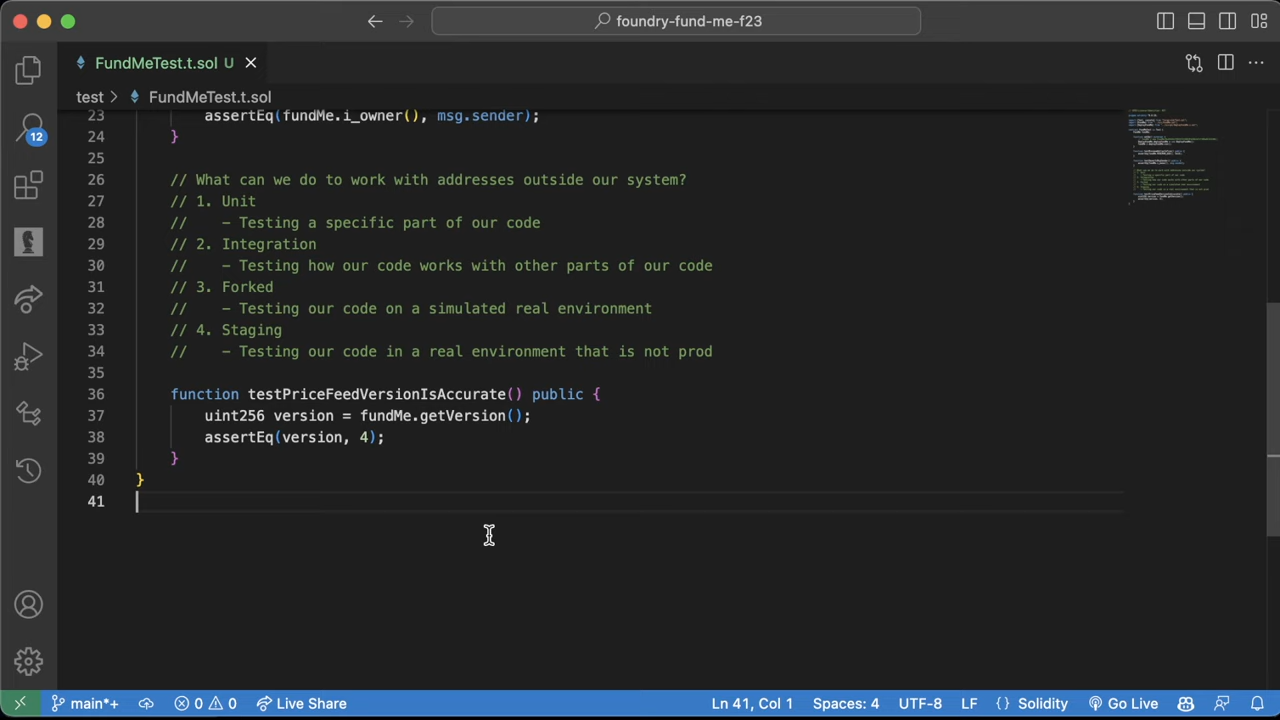 foundry-fund-me-f23
FundMeTest.t.sol U
test > FundMeTest.t.sol
12
23 assertEq(fundMe.i_owner(), msg.sender);
24 }
25
26 // What can we do to work with addresses outside our system?
27 // 1. Unit
28 //    - Testing a specific part of our code
29 // 2. Integration
30 //    - Testing how our code works with other parts of our code
31 // 3. Forked
32 //    - Testing our code on a simulated real environment
33 // 4. Staging
34 //    - Testing our code in a real environment that is not prod
35
36 function testPriceFeedVersionIsAccurate() public {
37 uint256 version = fundMe.getVersion();
38 assertEq(version, 4);
39 }
40 }
41
main*+ 0 0 Live Share Ln 41, Col 1 Spaces: 4 UTF-8 LF {} Solidity Go Live